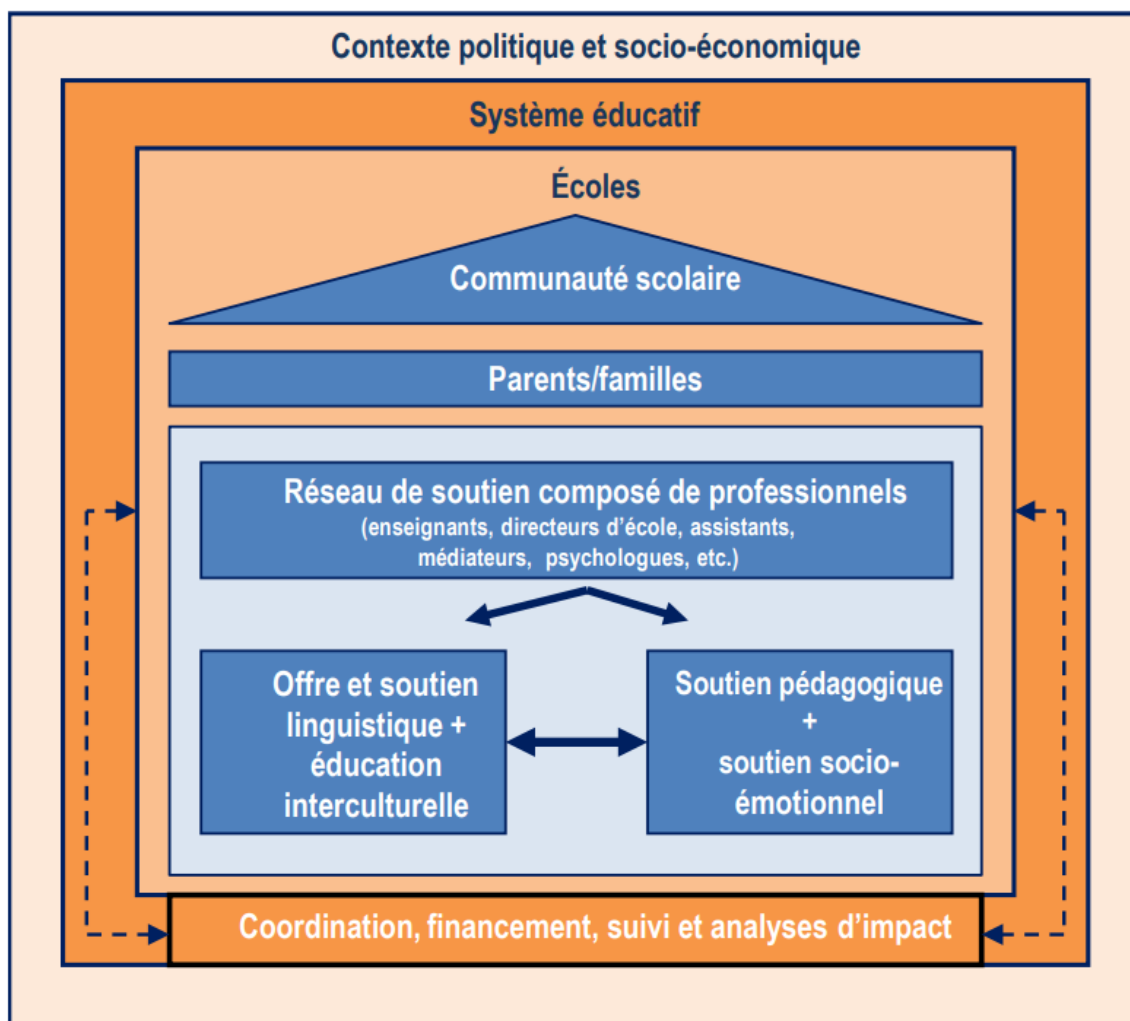 Contexte politique et socio-économique
Système éducatif
Écoles
Communauté scolaire
Parents/familles
Réseau de soutien composé de professionnels
(enseignants, directeurs d’école, assistants,
médiateurs, psychologues, etc.)
Offre et soutien
linguistique +
éducation
interculturelle
Soutien pédagogique
+
soutien socio-
émotionnel
Coordination, financement, suivi et analyses d’impact